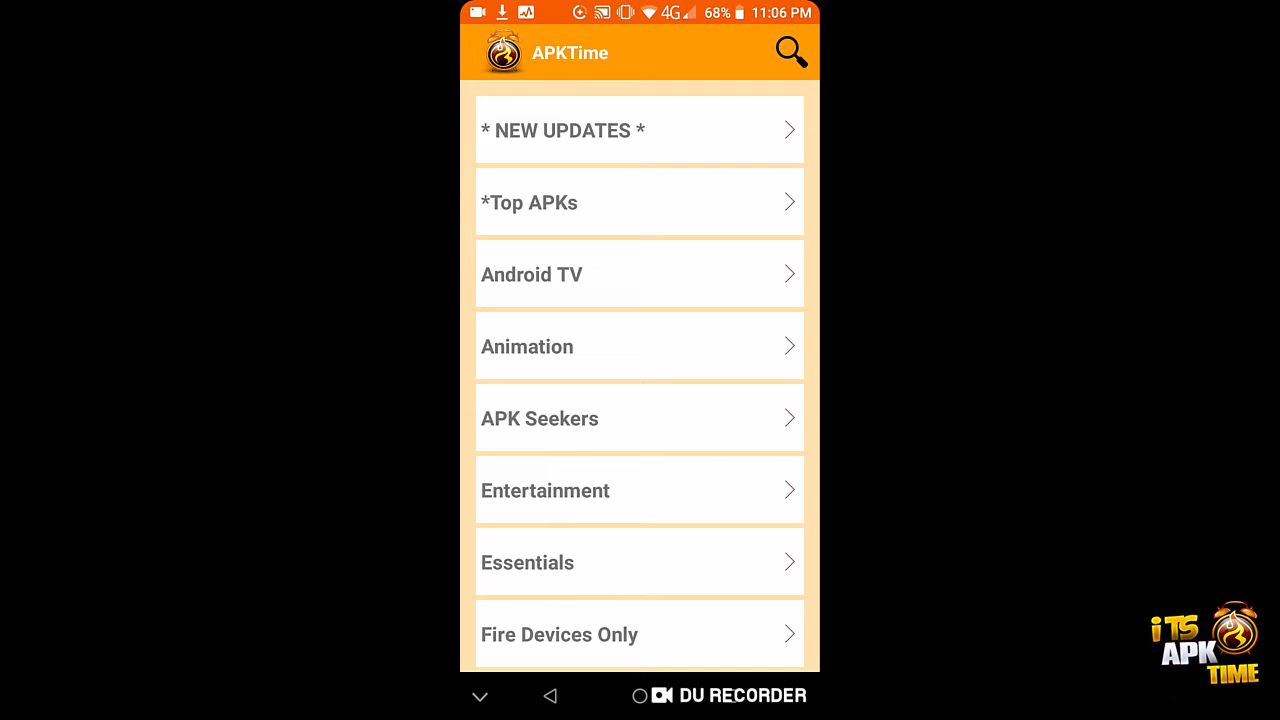 4G 68% 11:06 PM
APKTime
* NEW UPDATES *
*Top APKs
Android TV
Animation
APK Seekers
Entertainment
Essentials
Fire Devices Only
DU RECORDER
iTS
APK
TIME